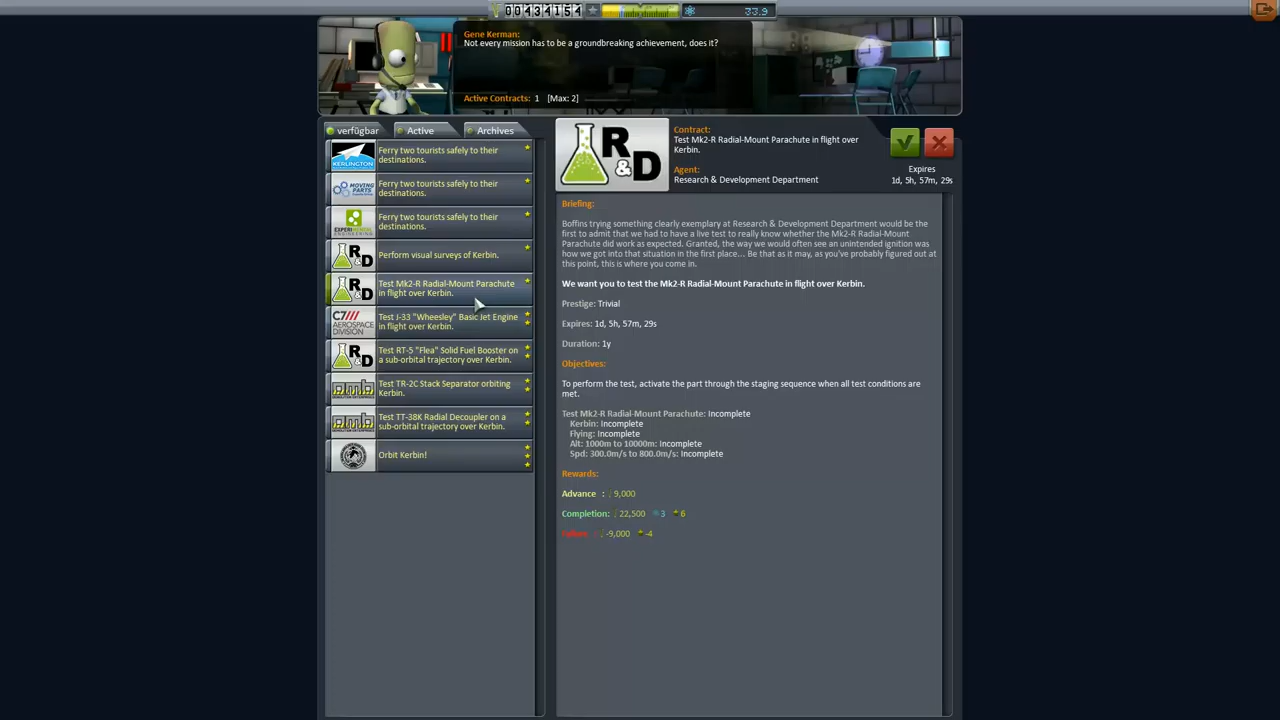 00434154
33.9
Gene Kerman:
Not every mission has to be a groundbreaking achievement, does it?
Active Contracts: 1 [Max: 2]
verfügbar
Active
Archives
KERLINGTON
Ferry two tourists safely to their
destinations.
MOVING PARTS
Ferry two tourists safely to their
destinations.
EXPERIMENTAL
Ferry two tourists safely to their
destinations.
R&D
Perform visual surveys of Kerbin.
R&D
Test Mk2-R Radial-Mount Parachute
in flight over Kerbin.
C7 AEROSPACE DIVISION
Test J-33 "Wheesley" Basic Jet Engine
in flight over Kerbin.
R&D
Test RT-5 "Flea" Solid Fuel Booster on
a sub-orbital trajectory over Kerbin.
Test TR-2C Stack Separator orbiting
Kerbin.
Test TT-38K Radial Decoupler on a
sub-orbital trajectory over Kerbin.
Orbit Kerbin!
R&D
Contract:
Test Mk2-R Radial-Mount Parachute in flight over
Kerbin.
Agent:
Research & Development Department
Expires
1d, 5h, 57m, 29s
Briefing:
Boffins trying something clearly exemplary at Research & Development Department would be the
first to admit that we had to have a live test to really know whether the Mk2-R Radial-Mount
Parachute did work as expected. Granted, the way we would often see an unintended ignition was
how we got into that situation in the first place... Be that as it may, as you've probably figured out at
this point, this is where you come in.
We want you to test the Mk2-R Radial-Mount Parachute in flight over Kerbin.
Prestige: Trivial
Expires: 1d, 5h, 57m, 29s
Duration: 1y
Objectives:
To perform the test, activate the part through the staging sequence when all test conditions are
met.
Test Mk2-R Radial-Mount Parachute: Incomplete
Kerbin: Incomplete
Flying: Incomplete
Alt: 1000m to 10000m: Incomplete
Spd: 300.0m/s to 800.0m/s: Incomplete
Rewards:
Advance : 9,000
Completion: 22,500 3 6
Failure: -9,000 -4